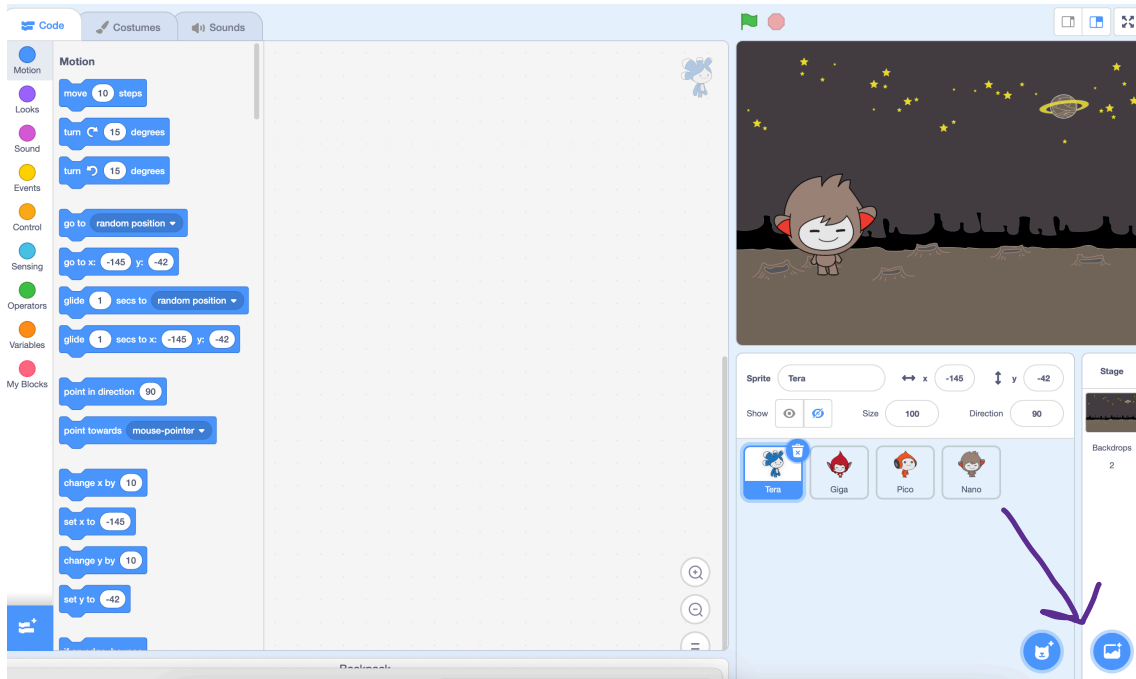 Code
Costumes
Sounds
Motion
Looks
Sound
Events
Control
Sensing
Operators
Variables
My Blocks
Motion
move 10 steps
turn 15 degrees
turn 15 degrees
go to random position
go to x: -145 y: -42
glide 1 secs to random position
glide 1 secs to x: -145 y: -42
point in direction 90
point towards mouse-pointer
change x by 10
set x to -145
change y by 10
set y to -42
Backpack
Sprite Tera x -145 y -42
Show Size 100 Direction 90
Tera Giga Pico Nano
Stage
Backdrops
2